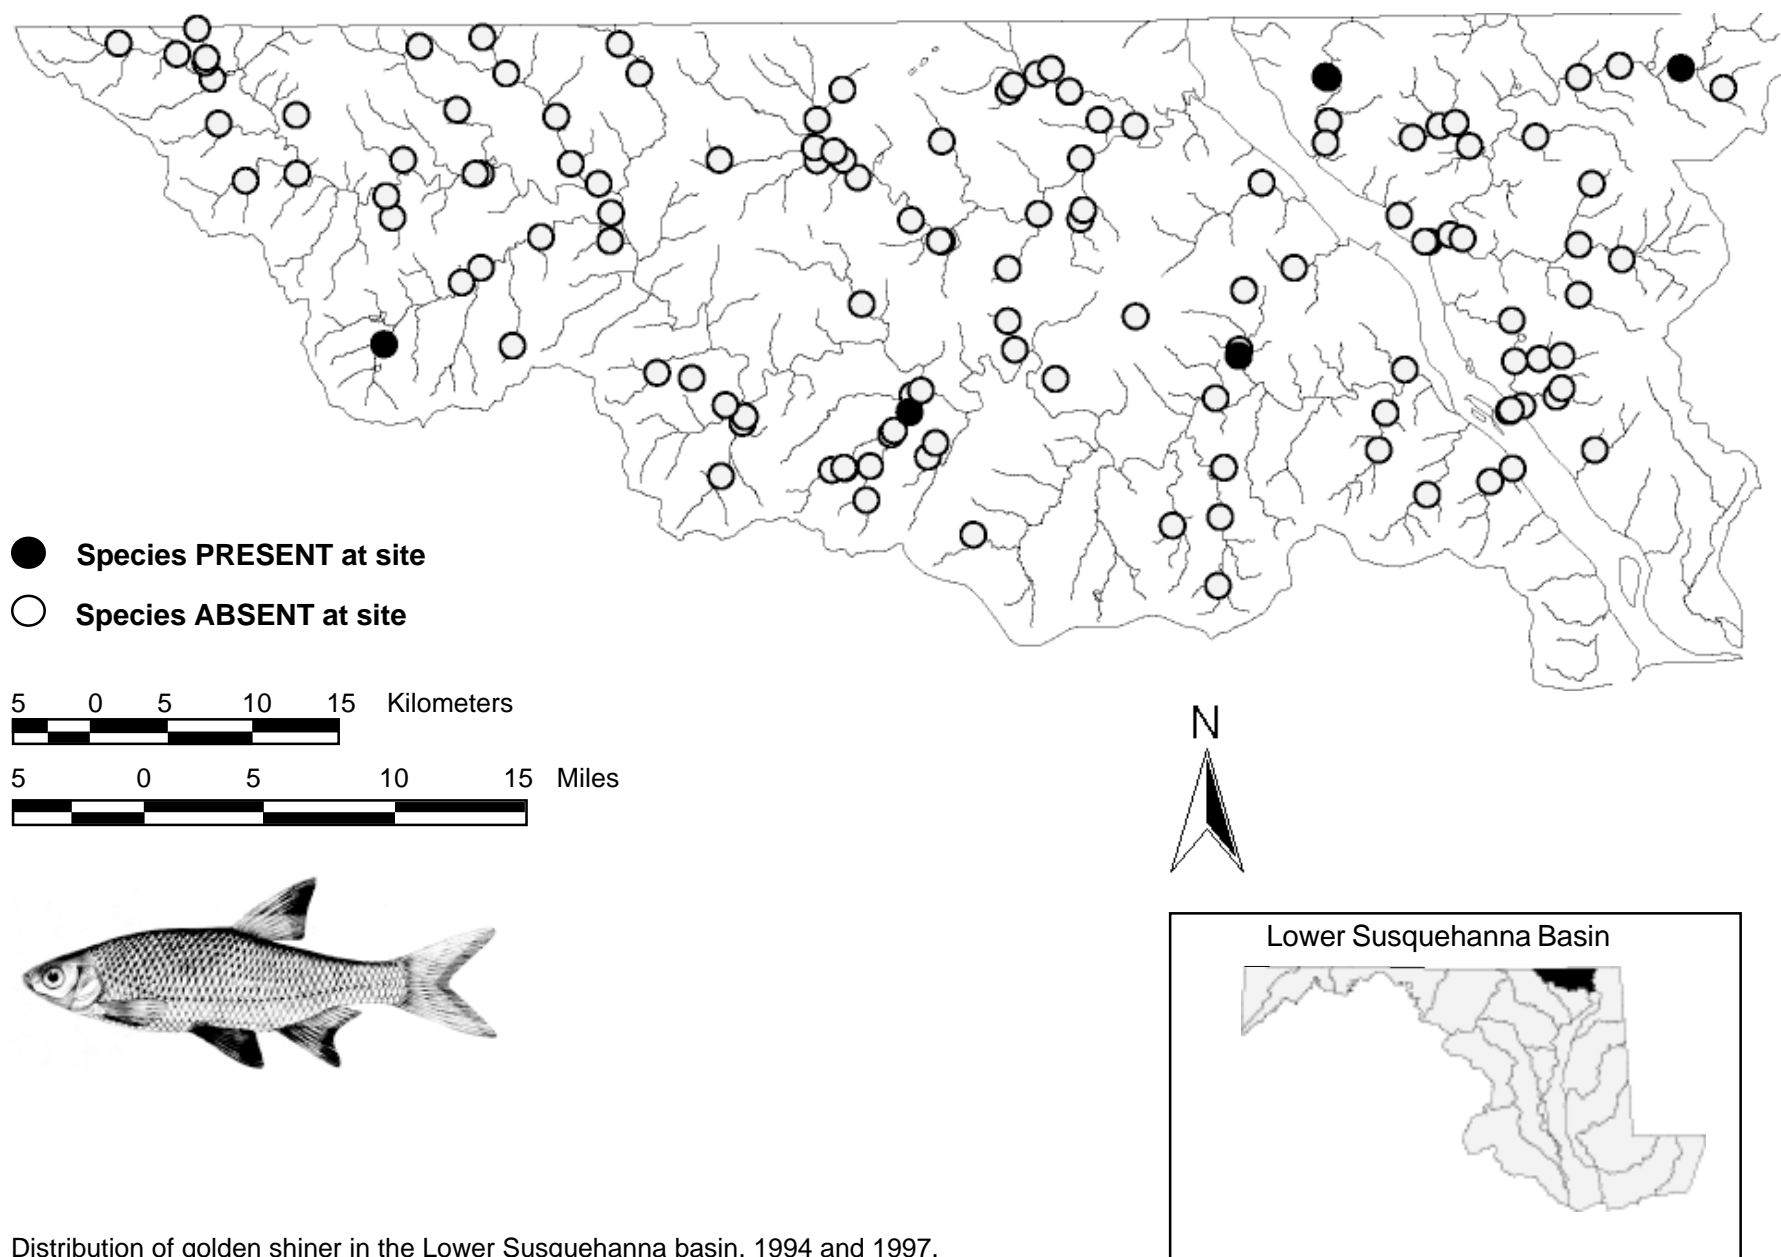 Species PRESENT at site
Species ABSENT at site
5 0 5 10 15 Kilometers
5 0 5 10 15 Miles
N
Lower Susquehanna Basin
Distribution of golden shiner in the Lower Susquehanna basin, 1994 and 1997.